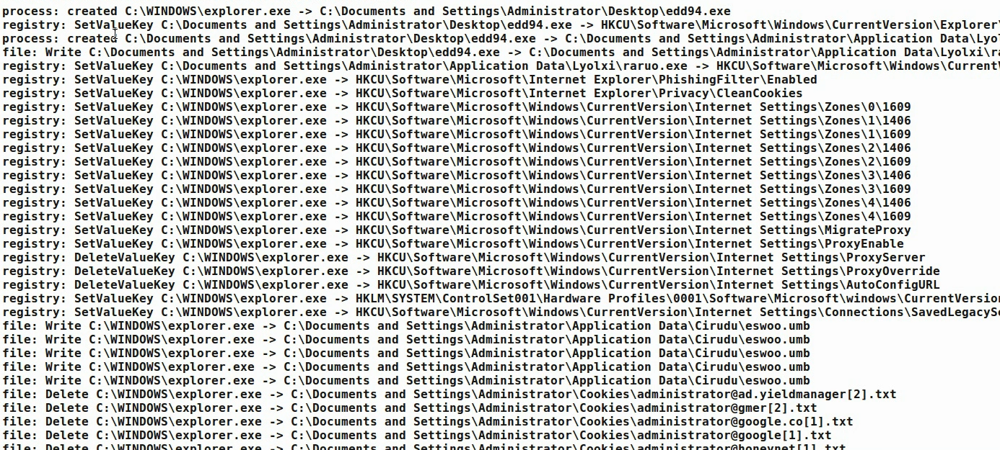 process: created C:\WINDOWS\explorer.exe -> C:\Documents and Settings\Administrator\Desktop\edd94.exe
registry: SetValueKey C:\Documents and Settings\Administrator\Desktop\edd94.exe -> HKCU\Software\Microsoft\Windows\CurrentVersion\Explorer\
process: created C:\Documents and Settings\Administrator\Desktop\edd94.exe -> C:\Documents and Settings\Administrator\Application Data\Lyol
file: Write C:\Documents and Settings\Administrator\Desktop\edd94.exe -> C:\Documents and Settings\Administrator\Application Data\Lyolxi\ra
registry: SetValueKey C:\Documents and Settings\Administrator\Application Data\Lyolxi\raruo.exe -> HKCU\Software\Microsoft\Windows\CurrentV
registry: SetValueKey C:\WINDOWS\explorer.exe -> HKCU\Software\Microsoft\Internet Explorer\PhishingFilter\Enabled
registry: SetValueKey C:\WINDOWS\explorer.exe -> HKCU\Software\Microsoft\Internet Explorer\Privacy\CleanCookies
registry: SetValueKey C:\WINDOWS\explorer.exe -> HKCU\Software\Microsoft\Windows\CurrentVersion\Internet Settings\Zones\0\1609
registry: SetValueKey C:\WINDOWS\explorer.exe -> HKCU\Software\Microsoft\Windows\CurrentVersion\Internet Settings\Zones\1\1406
registry: SetValueKey C:\WINDOWS\explorer.exe -> HKCU\Software\Microsoft\Windows\CurrentVersion\Internet Settings\Zones\1\1609
registry: SetValueKey C:\WINDOWS\explorer.exe -> HKCU\Software\Microsoft\Windows\CurrentVersion\Internet Settings\Zones\2\1406
registry: SetValueKey C:\WINDOWS\explorer.exe -> HKCU\Software\Microsoft\Windows\CurrentVersion\Internet Settings\Zones\2\1609
registry: SetValueKey C:\WINDOWS\explorer.exe -> HKCU\Software\Microsoft\Windows\CurrentVersion\Internet Settings\Zones\3\1406
registry: SetValueKey C:\WINDOWS\explorer.exe -> HKCU\Software\Microsoft\Windows\CurrentVersion\Internet Settings\Zones\3\1609
registry: SetValueKey C:\WINDOWS\explorer.exe -> HKCU\Software\Microsoft\Windows\CurrentVersion\Internet Settings\Zones\4\1406
registry: SetValueKey C:\WINDOWS\explorer.exe -> HKCU\Software\Microsoft\Windows\CurrentVersion\Internet Settings\Zones\4\1609
registry: SetValueKey C:\WINDOWS\explorer.exe -> HKCU\Software\Microsoft\Windows\CurrentVersion\Internet Settings\MigrateProxy
registry: SetValueKey C:\WINDOWS\explorer.exe -> HKCU\Software\Microsoft\Windows\CurrentVersion\Internet Settings\ProxyEnable
registry: DeleteValueKey C:\WINDOWS\explorer.exe -> HKCU\Software\Microsoft\Windows\CurrentVersion\Internet Settings\ProxyServer
registry: DeleteValueKey C:\WINDOWS\explorer.exe -> HKCU\Software\Microsoft\Windows\CurrentVersion\Internet Settings\ProxyOverride
registry: DeleteValueKey C:\WINDOWS\explorer.exe -> HKCU\Software\Microsoft\Windows\CurrentVersion\Internet Settings\AutoConfigURL
registry: SetValueKey C:\WINDOWS\explorer.exe -> HKLM\SYSTEM\ControlSet001\Hardware Profiles\0001\Software\Microsoft\windows\CurrentVersion
registry: SetValueKey C:\WINDOWS\explorer.exe -> HKCU\Software\Microsoft\Windows\CurrentVersion\Internet Settings\Connections\SavedLegacySe
file: Write C:\WINDOWS\explorer.exe -> C:\Documents and Settings\Administrator\Application Data\Cirudu\eswoo.umb
file: Write C:\WINDOWS\explorer.exe -> C:\Documents and Settings\Administrator\Application Data\Cirudu\eswoo.umb
file: Write C:\WINDOWS\explorer.exe -> C:\Documents and Settings\Administrator\Application Data\Cirudu\eswoo.umb
file: Write C:\WINDOWS\explorer.exe -> C:\Documents and Settings\Administrator\Application Data\Cirudu\eswoo.umb
file: Write C:\WINDOWS\explorer.exe -> C:\Documents and Settings\Administrator\Application Data\Cirudu\eswoo.umb
file: Delete C:\WINDOWS\explorer.exe -> C:\Documents and Settings\Administrator\Cookies\administrator@ad.yieldmanager[2].txt
file: Delete C:\WINDOWS\explorer.exe -> C:\Documents and Settings\Administrator\Cookies\administrator@gmer[2].txt
file: Delete C:\WINDOWS\explorer.exe -> C:\Documents and Settings\Administrator\Cookies\administrator@google.co[1].txt
file: Delete C:\WINDOWS\explorer.exe -> C:\Documents and Settings\Administrator\Cookies\administrator@google[1].txt
file: Delete C:\WINDOWS\explorer.exe -> C:\Documents and Settings\Administrator\Cookies\administrator@honeynet[1].txt